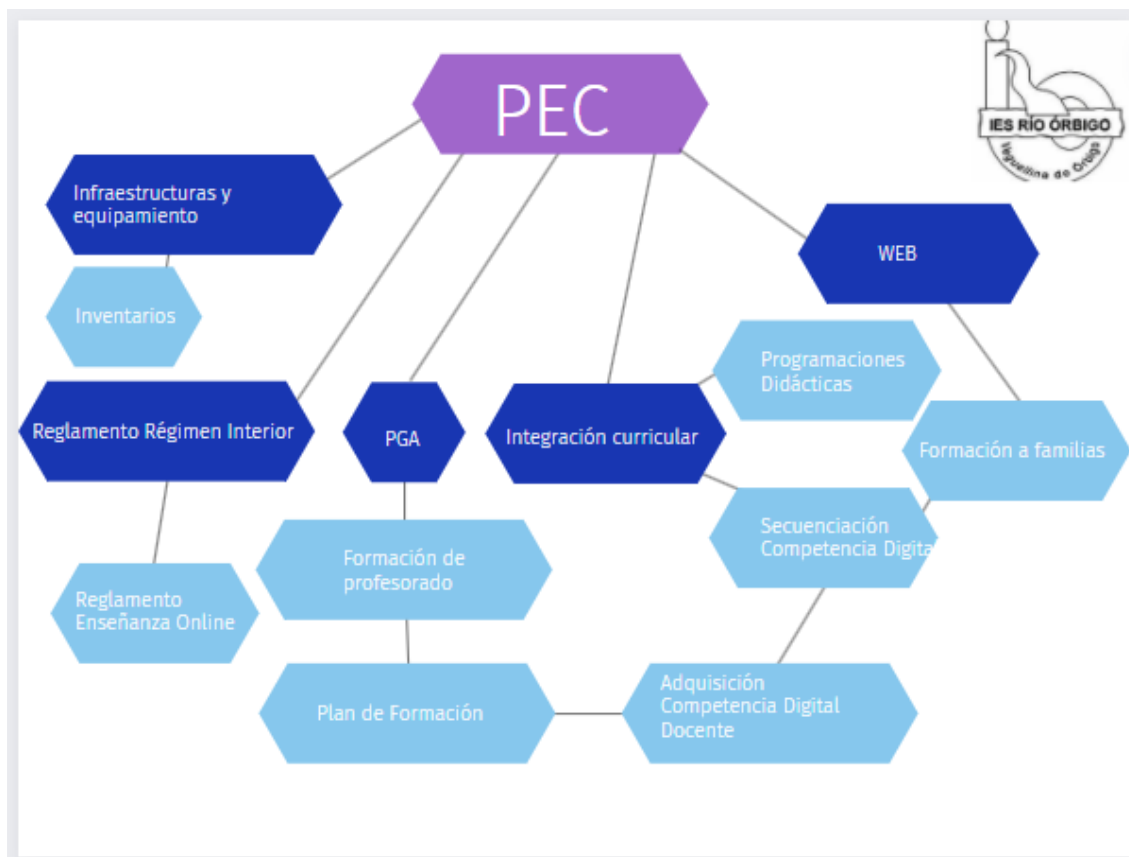 PEC
IES RÍO ÓRBIGO
Veguellina de Órbigo
Infraestructuras y
equipamiento
WEB
Inventarios
Programaciones
Didácticas
Reglamento Régimen Interior
PGA
Integración curricular
Formación a familias
Secuenciación
Competencia Digital
Formación de
profesorado
Reglamento
Enseñanza Online
Plan de Formación
Adquisición
Competencia Digital
Docente